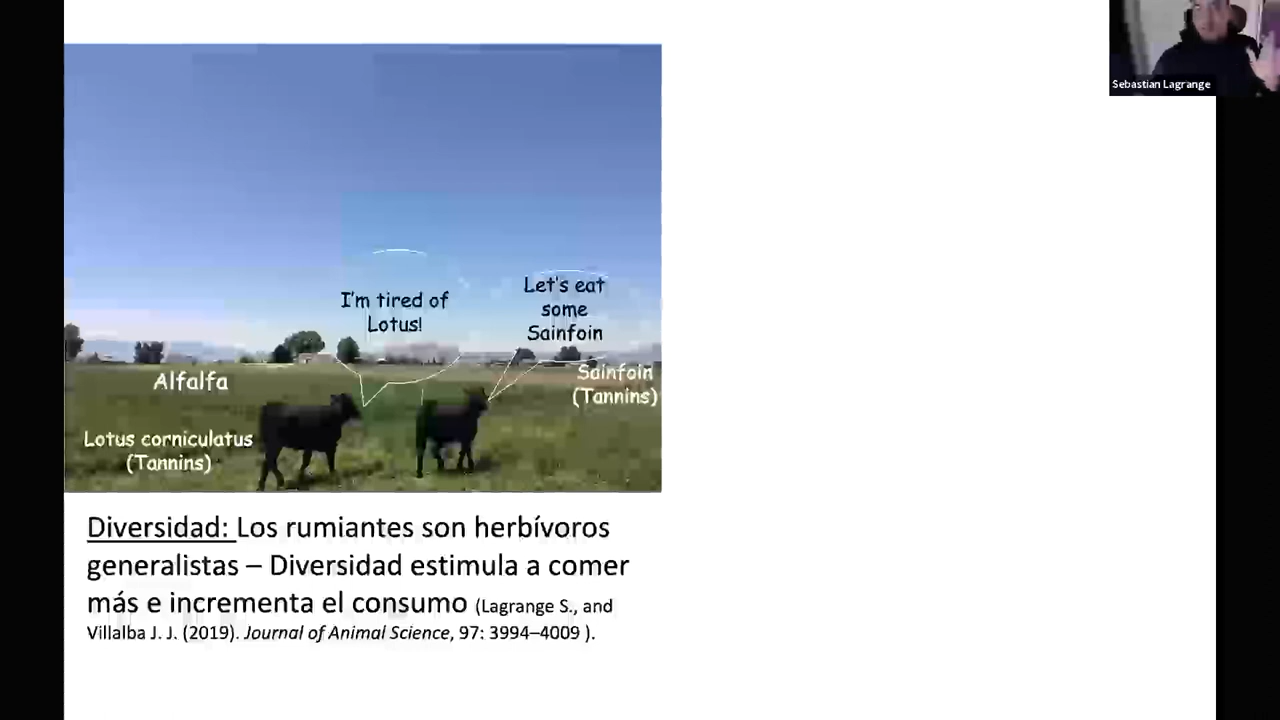 Sebastian Lagrange
I'm tired of
Lotus!
Let's eat
some
Sainfoin
Alfalfa
Sainfoin
(Tannins)
Lotus corniculatus
(Tannins)
Diversidad: Los rumiantes son herbívoros
generalistas – Diversidad estimula a comer
más e incrementa el consumo (Lagrange S., and
Villalba J. J. (2019). Journal of Animal Science, 97: 3994–4009 ).